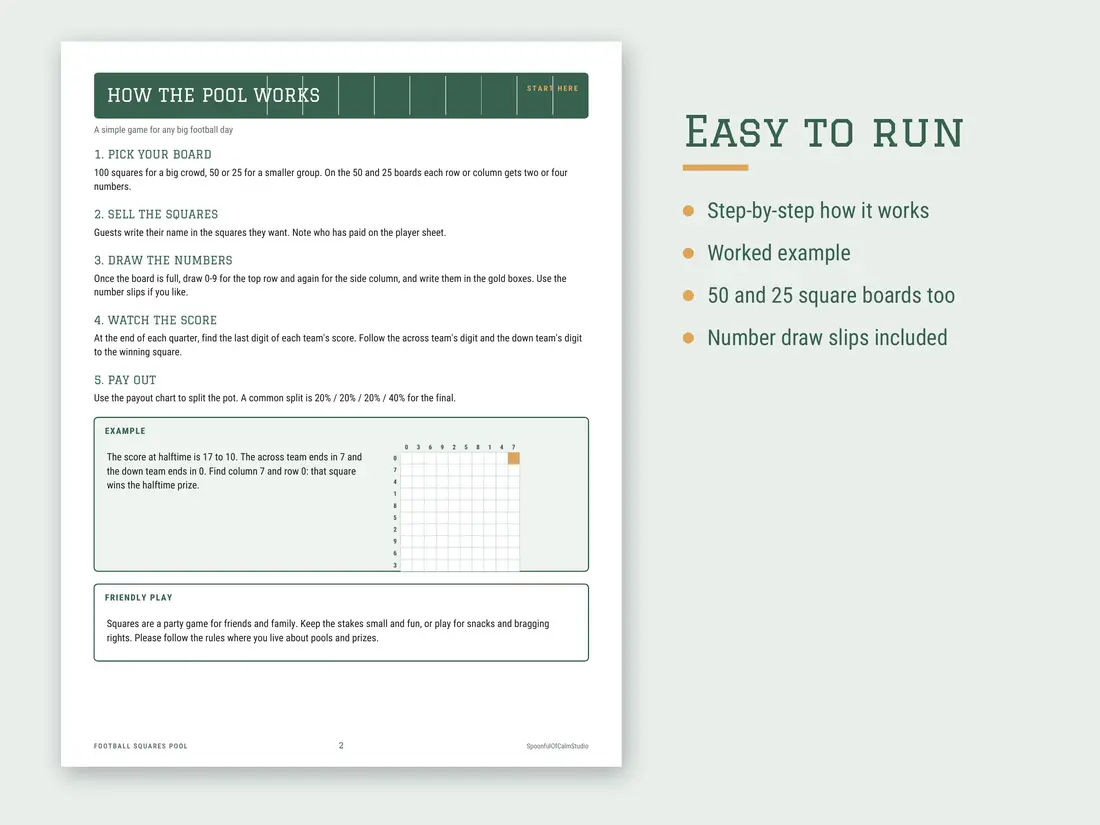 HOW THE POOL WORKS
START HERE
A simple game for any big football day
1. PICK YOUR BOARD
100 squares for a big crowd, 50 or 25 for a smaller group. On the 50 and 25 boards each row or column gets two or four
numbers.
2. SELL THE SQUARES
Guests write their name in the squares they want. Note who has paid on the player sheet.
3. DRAW THE NUMBERS
Once the board is full, draw 0-9 for the top row and again for the side column, and write them in the gold boxes. Use the
number slips if you like.
4. WATCH THE SCORE
At the end of each quarter, find the last digit of each team's score. Follow the across team's digit and the down team's digit
to the winning square.
5. PAY OUT
Use the payout chart to split the pot. A common split is 20% / 20% / 20% / 40% for the final.
EXAMPLE
The score at halftime is 17 to 10. The across team ends in 7 and
the down team ends in 0. Find column 7 and row 0: that square
wins the halftime prize.
0 3 6 9 2 5 8 1 4 7
0
7
4
1
8
5
2
9
6
3
FRIENDLY PLAY
Squares are a party game for friends and family. Keep the stakes small and fun, or play for snacks and bragging
rights. Please follow the rules where you live about pools and prizes.
FOOTBALL SQUARES POOL
2
SpoonfulOfCalmStudio
EASY TO RUN
Step-by-step how it works
Worked example
50 and 25 square boards too
Number draw slips included